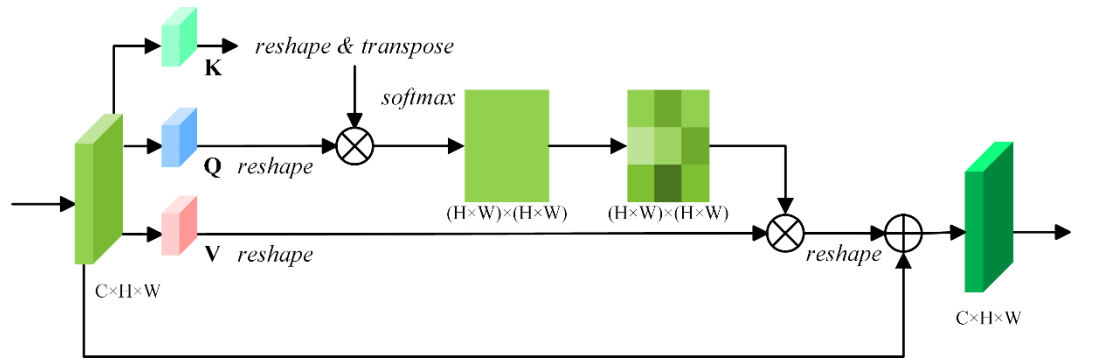 K
reshape & transpose
softmax
Q reshape
(H×W)×(H×W)
(H×W)×(H×W)
V reshape
reshape
C×H×W
C×H×W